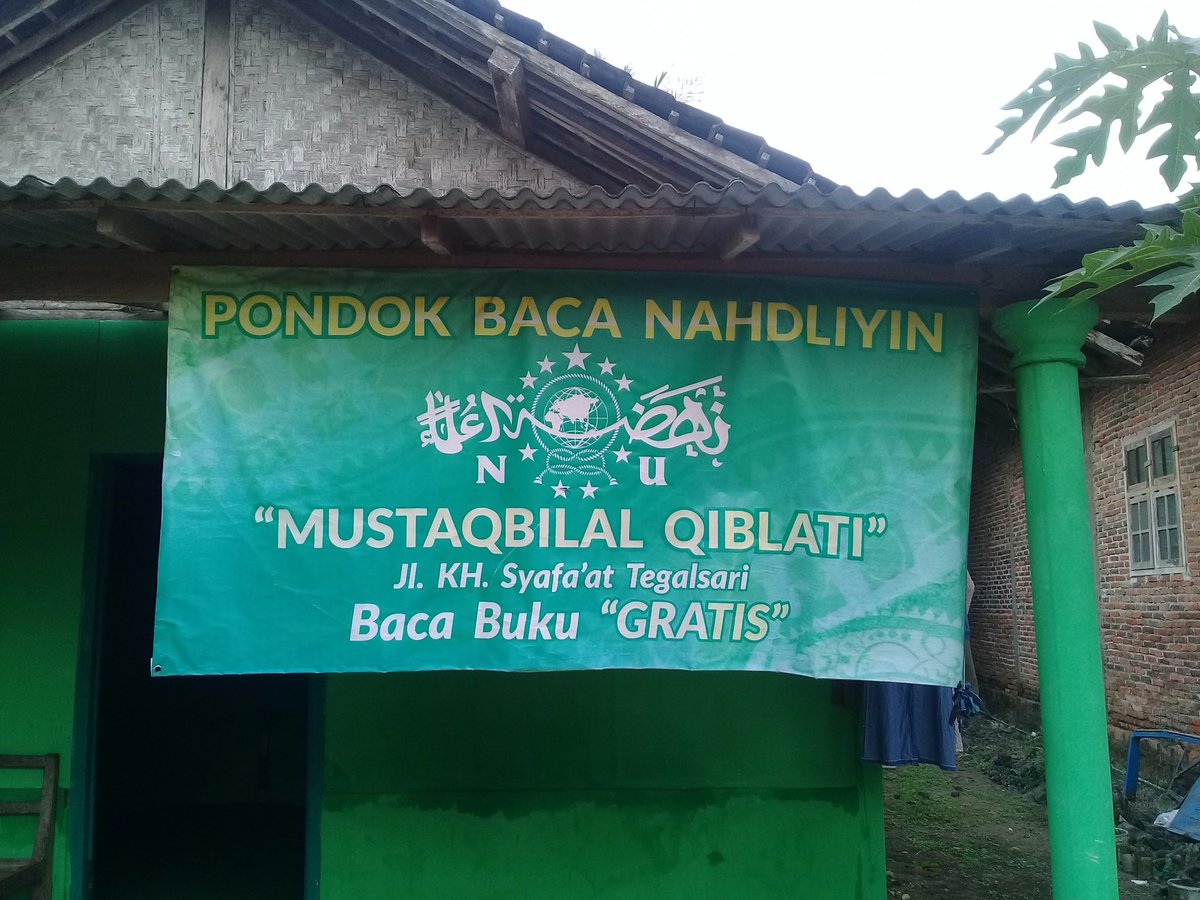 PONDOK BACA NAHDLIYIN
نهضة العلماء
N U
“MUSTAQBILAL QIBLATI”
Jl. KH. Syafa’at Tegalsari
Baca Buku “GRATIS”